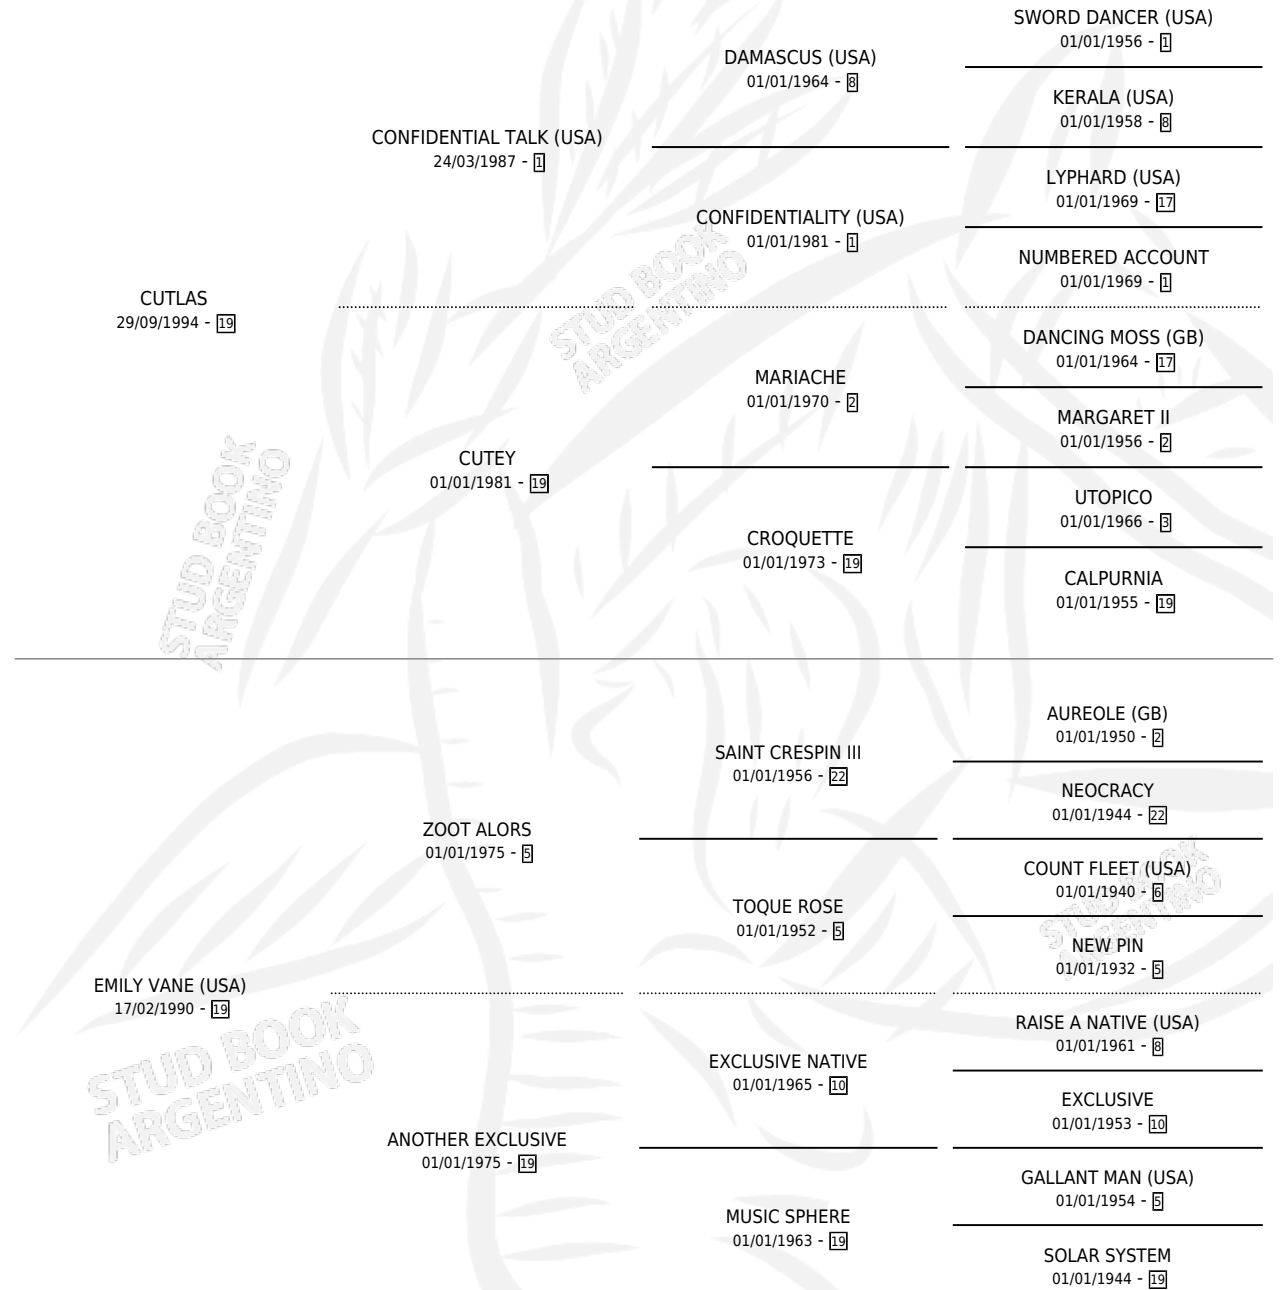 SWORD DANCER (USA)
01/01/1956 - 1
DAMASCUS (USA)
01/01/1964 - 8
KERALA (USA)
01/01/1958 - 8
CONFIDENTIAL TALK (USA)
24/03/1987 - 1
LYPHARD (USA)
01/01/1969 - 17
CONFIDENTIALITY (USA)
01/01/1981 - 1
NUMBERED ACCOUNT
01/01/1969 - 1
CUTLAS
29/09/1994 - 19
DANCING MOSS (GB)
01/01/1964 - 17
MARIACHE
01/01/1970 - 2
MARGARET II
01/01/1956 - 2
CUTEY
01/01/1981 - 19
UTOPICO
01/01/1966 - 3
CROQUETTE
01/01/1973 - 19
CALPURNIA
01/01/1955 - 19
AUREOLE (GB)
01/01/1950 - 2
SAINT CRESPIN III
01/01/1956 - 22
NEOCRACY
01/01/1944 - 22
ZOOT ALORS
01/01/1975 - 5
COUNT FLEET (USA)
01/01/1940 - 6
TOQUE ROSE
01/01/1952 - 5
NEW PIN
01/01/1932 - 5
EMILY VANE (USA)
17/02/1990 - 19
RAISE A NATIVE (USA)
01/01/1961 - 8
EXCLUSIVE NATIVE
01/01/1965 - 10
EXCLUSIVE
01/01/1953 - 10
ANOTHER EXCLUSIVE
01/01/1975 - 19
GALLANT MAN (USA)
01/01/1954 - 5
MUSIC SPHERE
01/01/1963 - 19
SOLAR SYSTEM
01/01/1944 - 19
STUD BOOK
ARGENTINO
STUD BOOK
ARGENTINO
STUD BOOK
ARGENTINO
STUD BOOK
ARGENTINO